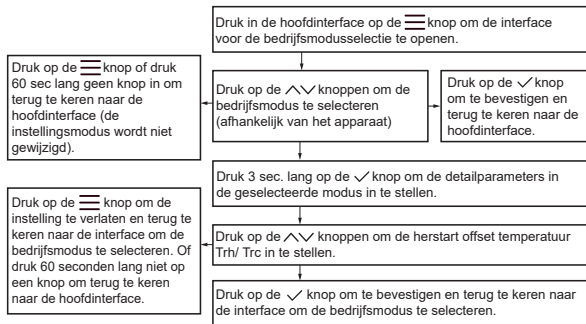 Druk in de hoofdinterface op de ☰ knop om de interface
voor de bedrijfsmodusselectie te openen.
Druk op de ☰ knop of druk
60 sec lang geen knop in om
terug te keren naar de
hoofdinterface (de
instellingsmodus wordt niet
gewijzigd).
Druk op de ∧∨ knoppen om de
bedrijfsmodus te selecteren
(afhankelijk van het apparaat)
Druk op de ✓ knop
om te bevestigen en
terug te keren naar de
hoofdinterface.
Druk 3 sec. lang op de ✓ knop om de detailparameters in
de geselecteerde modus in te stellen.
Druk op de ☰ knop om de
instelling te verlaten en terug te
keren naar de interface om de
bedrijfsmodus te selecteren. Of
druk 60 seconden lang niet op
een knop om terug te keren
naar de hoofdinterface.
Druk op de ∧∨ knoppen om de herstart offset temperatuur
Trh/ Trc in te stellen.
Druk op de ✓ knop om te bevestigen en terug te keren naar
de interface om de bedrijfsmodus te selecteren.